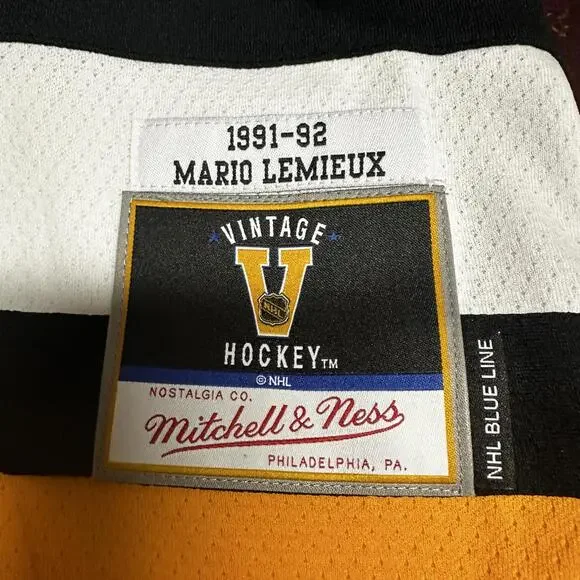 1991-92
MARIO LEMIEUX
VINTAGE
V
NHL
HOCKEY™
© NHL
NOSTALGIA CO.
Mitchell & Ness
PHILADELPHIA, PA.
NHL BLUE LINE